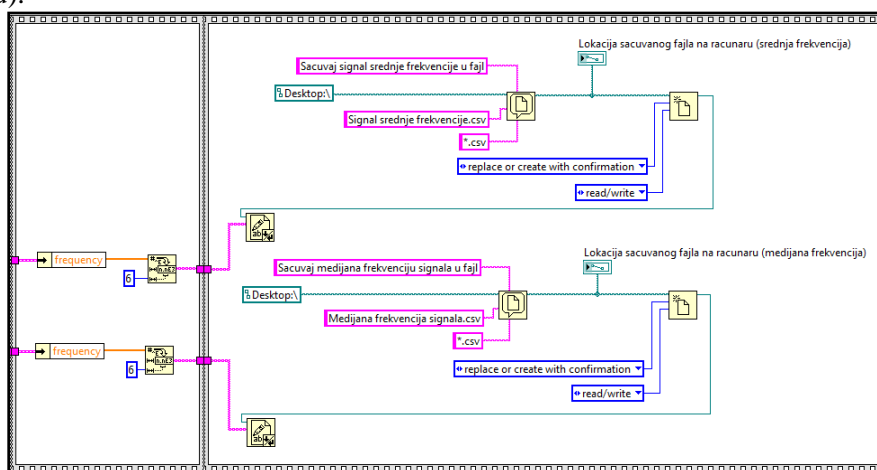 u).
Lokacija sacuvanog fajla na racunaru (srednja frekvencija)
Sacuvaj signal srednje frekvencije u fajl
Desktop:\
Signal srednje frekvencije.csv
*.csv
replace or create with confirmation
read/write
frequency
6
Lokacija sacuvanog fajla na racunaru (medijana frekvencija)
Sacuvaj medijana frekvenciju signala u fajl
Desktop:\
Medijana frekvencija signala.csv
*.csv
frequency
6
replace or create with confirmation
read/write